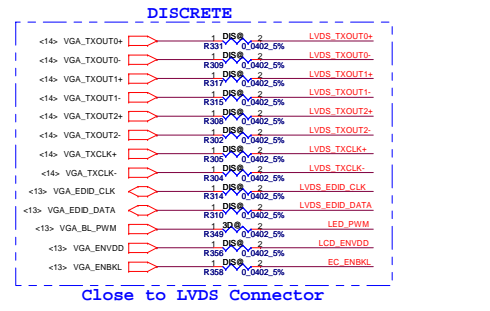 DISCRETE
<14> VGA_TXOUT0+ 1 DIS@ 2 LVDS_TXOUT0+
R331 0_0402_5%
<14> VGA_TXOUT0- 1 DIS@ 2 LVDS_TXOUT0-
R309 0_0402_5%
<14> VGA_TXOUT1+ 1 DIS@ 2 LVDS_TXOUT1+
R317 0_0402_5%
<14> VGA_TXOUT1- 1 DIS@ 2 LVDS_TXOUT1-
R315 0_0402_5%
<14> VGA_TXOUT2+ 1 DIS@ 2 LVDS_TXOUT2+
R308 0_0402_5%
<14> VGA_TXOUT2- 1 DIS@ 2 LVDS_TXOUT2-
R302 0_0402_5%
<14> VGA_TXCLK+ 1 DIS@ 2 LVDS_TXCLK+
R305 0_0402_5%
<14> VGA_TXCLK- 1 DIS@ 2 LVDS_TXCLK-
R304 0_0402_5%
<13> VGA_EDID_CLK 1 DIS@ 2 LVDS_EDID_CLK
R314 0_0402_5%
<13> VGA_EDID_DATA 1 DIS@ 2 LVDS_EDID_DATA
R310 0_0402_5%
<13> VGA_BL_PWM 1 3D@ 2 LED_PWM
R349 0_0402_5%
<13> VGA_ENVDD 1 DIS@ 2 LCD_ENVDD
R356 0_0402_5%
<13> VGA_ENBKL 1 DIS@ 2 EC_ENBKL
R358 0_0402_5%
Close to LVDS Connector